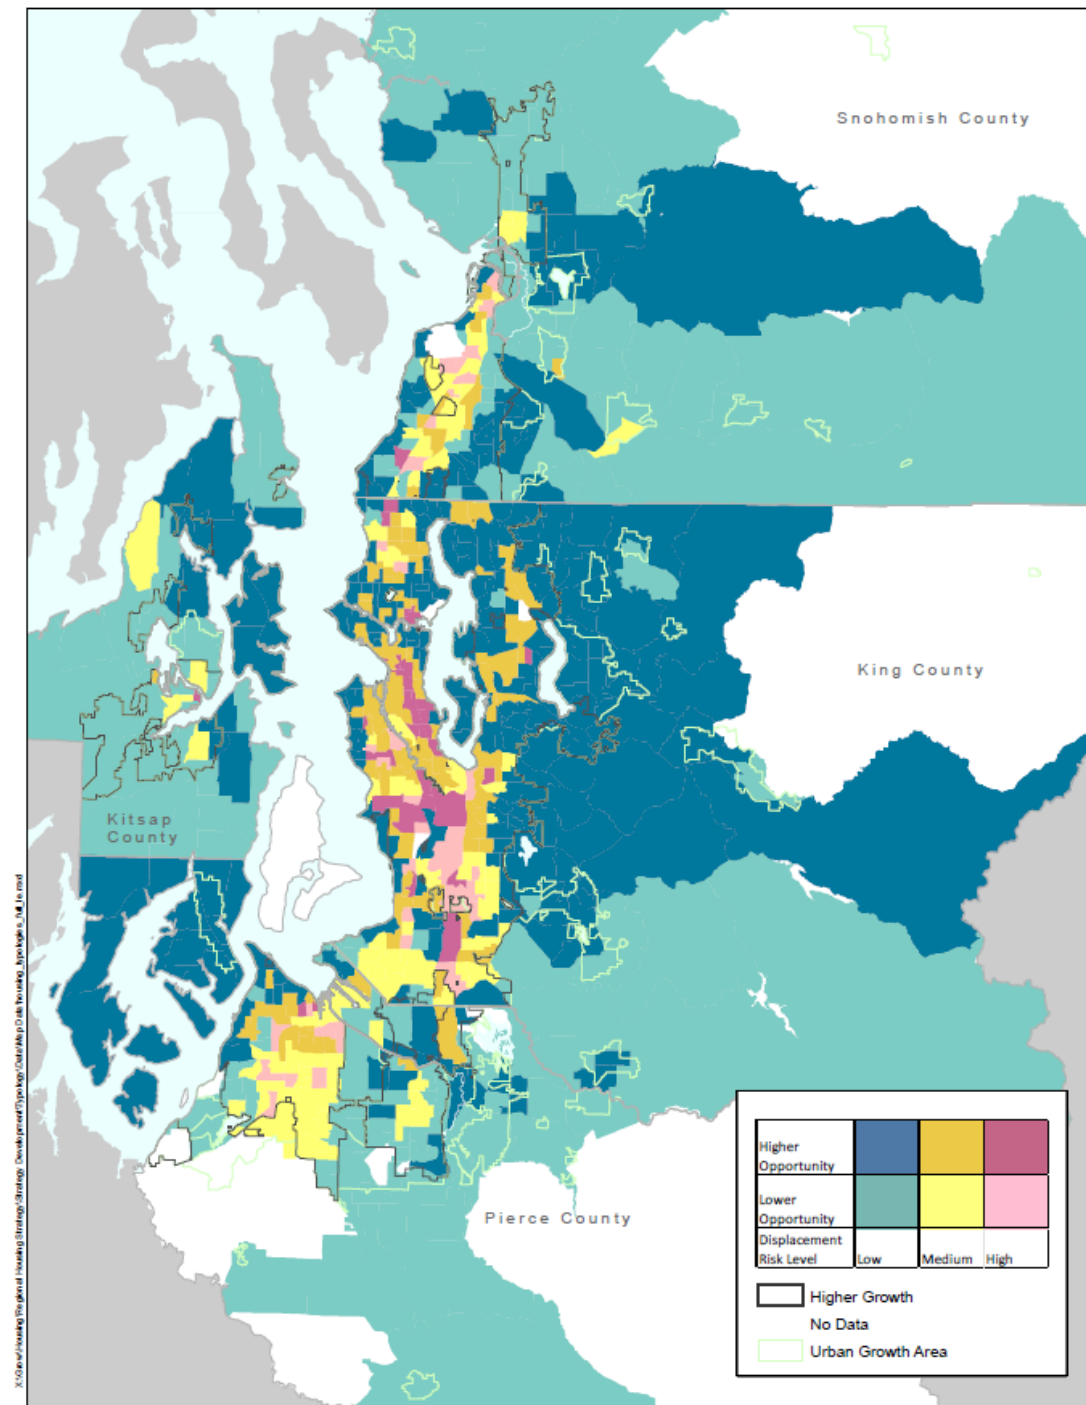 Snohomish County
King County
Kitsap
County
Pierce County
Higher
Opportunity
Lower
Opportunity
Displacement
Risk Level
Low
Medium
High
Higher Growth
No Data
Urban Growth Area